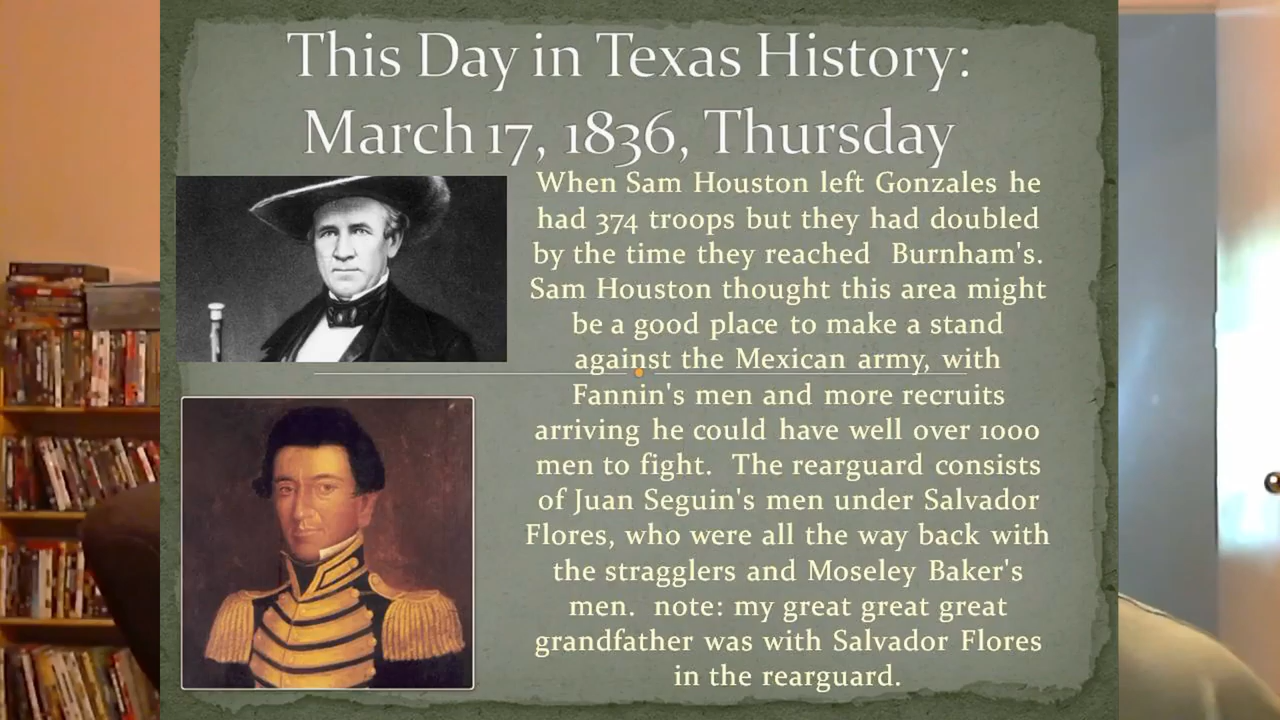 This Day in Texas History:
March 17, 1836, Thursday
When Sam Houston left Gonzales he
had 374 troops but they had doubled
by the time they reached  Burnham's.
Sam Houston thought this area might
be a good place to make a stand
against the Mexican army, with
Fannin's men and more recruits
arriving he could have well over 1000
men to fight.  The rearguard consists
of Juan Seguin's men under Salvador
Flores, who were all the way back with
the stragglers and Moseley Baker's
men.  note: my great great great
grandfather was with Salvador Flores
in the rearguard.